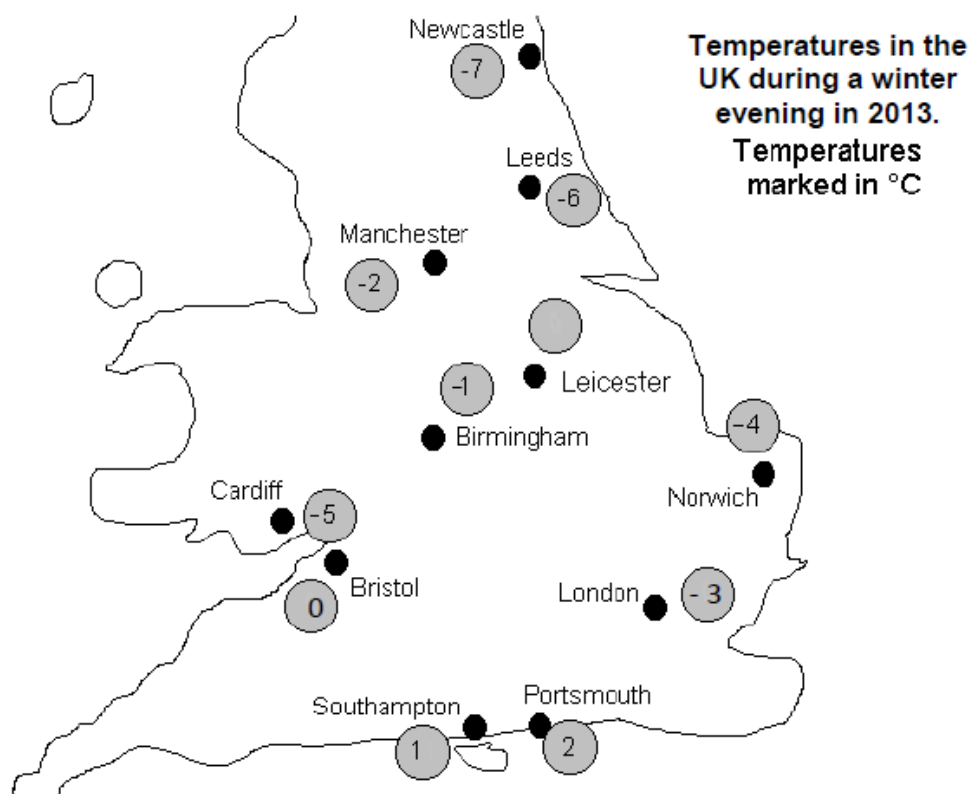 Newcastle
-7
Temperatures in the
UK during a winter
evening in 2013.
Temperatures
marked in °C
Leeds
-6
Manchester
-2
-1
Leicester
Birmingham
-4
Norwich
Cardiff
-5
Bristol
0
London
- 3
Southampton
1
Portsmouth
2